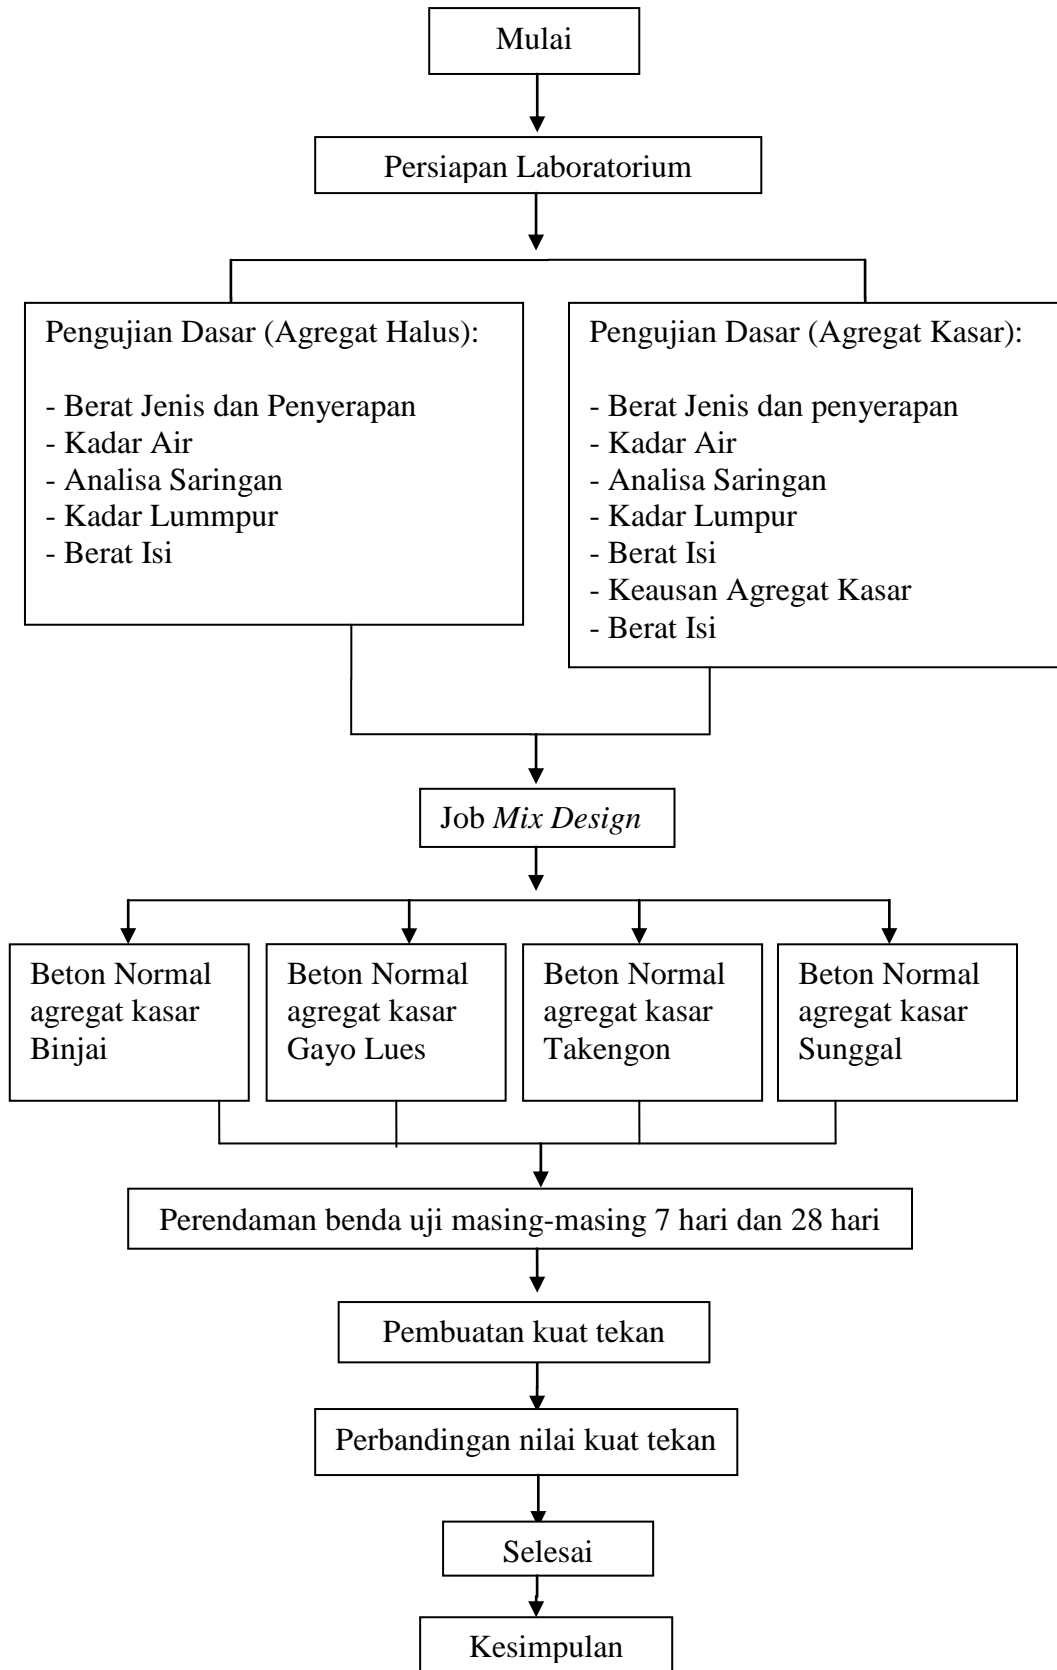 Mulai
Persiapan Laboratorium
Pengujian Dasar (Agregat Halus):
- Berat Jenis dan Penyerapan
- Kadar Air
- Analisa Saringan
- Kadar Lummpur
- Berat Isi
Pengujian Dasar (Agregat Kasar):
- Berat Jenis dan penyerapan
- Kadar Air
- Analisa Saringan
- Kadar Lumpur
- Berat Isi
- Keausan Agregat Kasar
- Berat Isi
Job Mix Design
Beton Normal
agregat kasar
Binjai
Beton Normal
agregat kasar
Gayo Lues
Beton Normal
agregat kasar
Takengon
Beton Normal
agregat kasar
Sunggal
Perendaman benda uji masing-masing 7 hari dan 28 hari
Pembuatan kuat tekan
Perbandingan nilai kuat tekan
Selesai
Kesimpulan